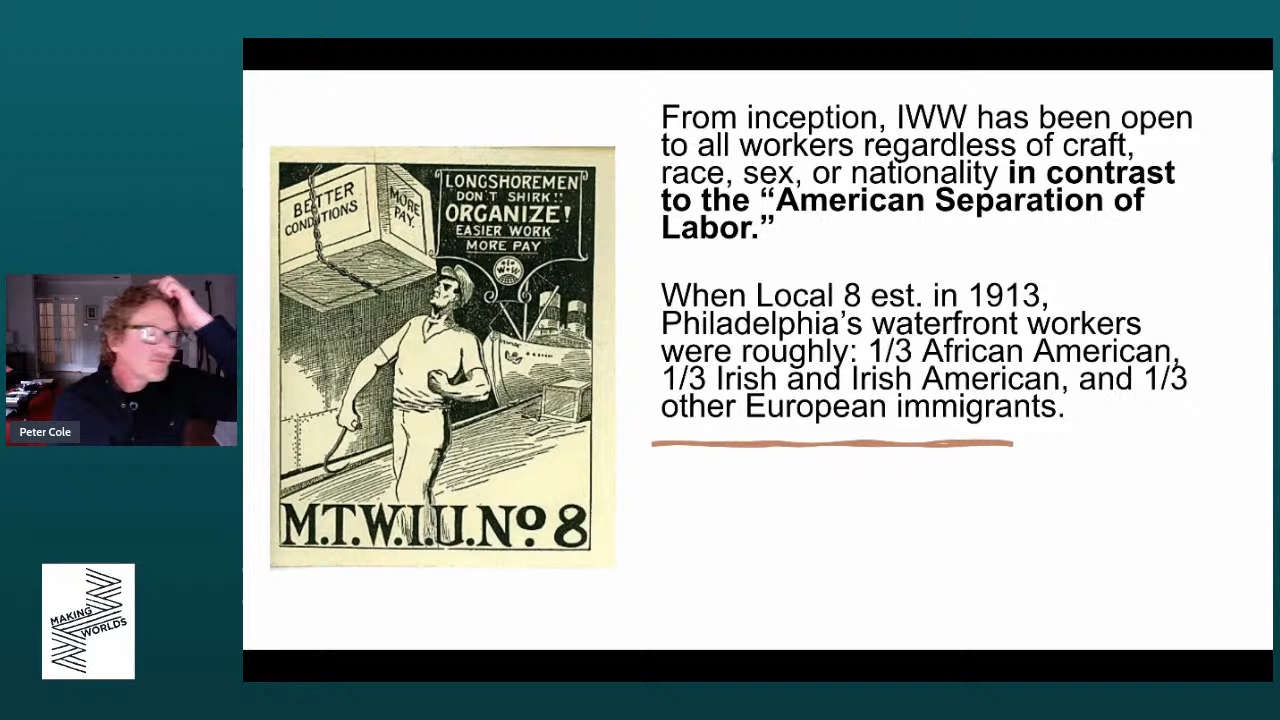 From inception, IWW has been open
to all workers regardless of craft,
race, sex, or nationality in contrast
to the “American Separation of
Labor.”
When Local 8 est. in 1913,
Philadelphia’s waterfront workers
were roughly: 1/3 African American,
1/3 Irish and Irish American, and 1/3
other European immigrants.
BETTER
CONDITIONS
MORE
PAY.
LONGSHOREMEN
DON'T SHIRK!!
ORGANIZE!
EASIER WORK
MORE PAY
I.W.W.
M.T.W.I.U. No 8
Peter Cole
MAKING
WORLDS